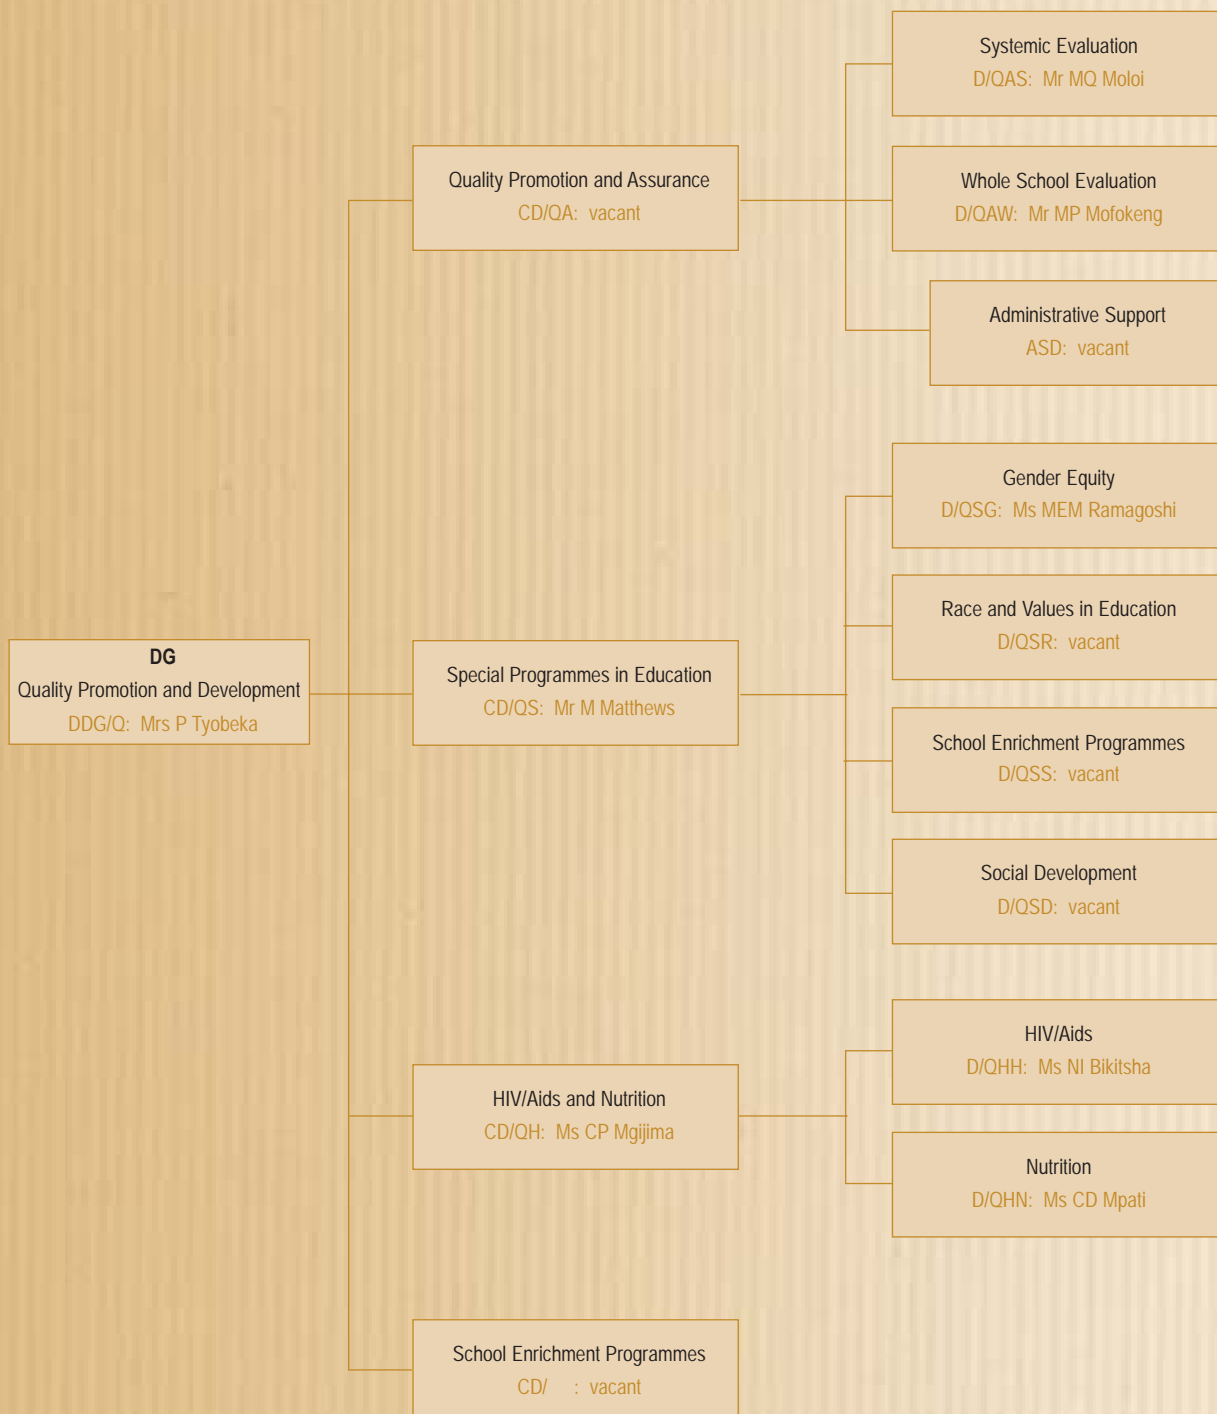 DG
Quality Promotion and Development
DDG/Q: Mrs P Tyobeka
Quality Promotion and Assurance
CD/QA: vacant
Systemic Evaluation
D/QAS: Mr MQ Moloi
Whole School Evaluation
D/QAW: Mr MP Mofokeng
Administrative Support
ASD: vacant
Special Programmes in Education
CD/QS: Mr M Matthews
Gender Equity
D/QSG: Ms MEM Ramagoshi
Race and Values in Education
D/QSR: vacant
School Enrichment Programmes
D/QSS: vacant
Social Development
D/QSD: vacant
HIV/Aids and Nutrition
CD/QH: Ms CP Mgijima
HIV/Aids
D/QHH: Ms NI Bikitsha
Nutrition
D/QHN: Ms CD Mpati
School Enrichment Programmes
CD/ : vacant